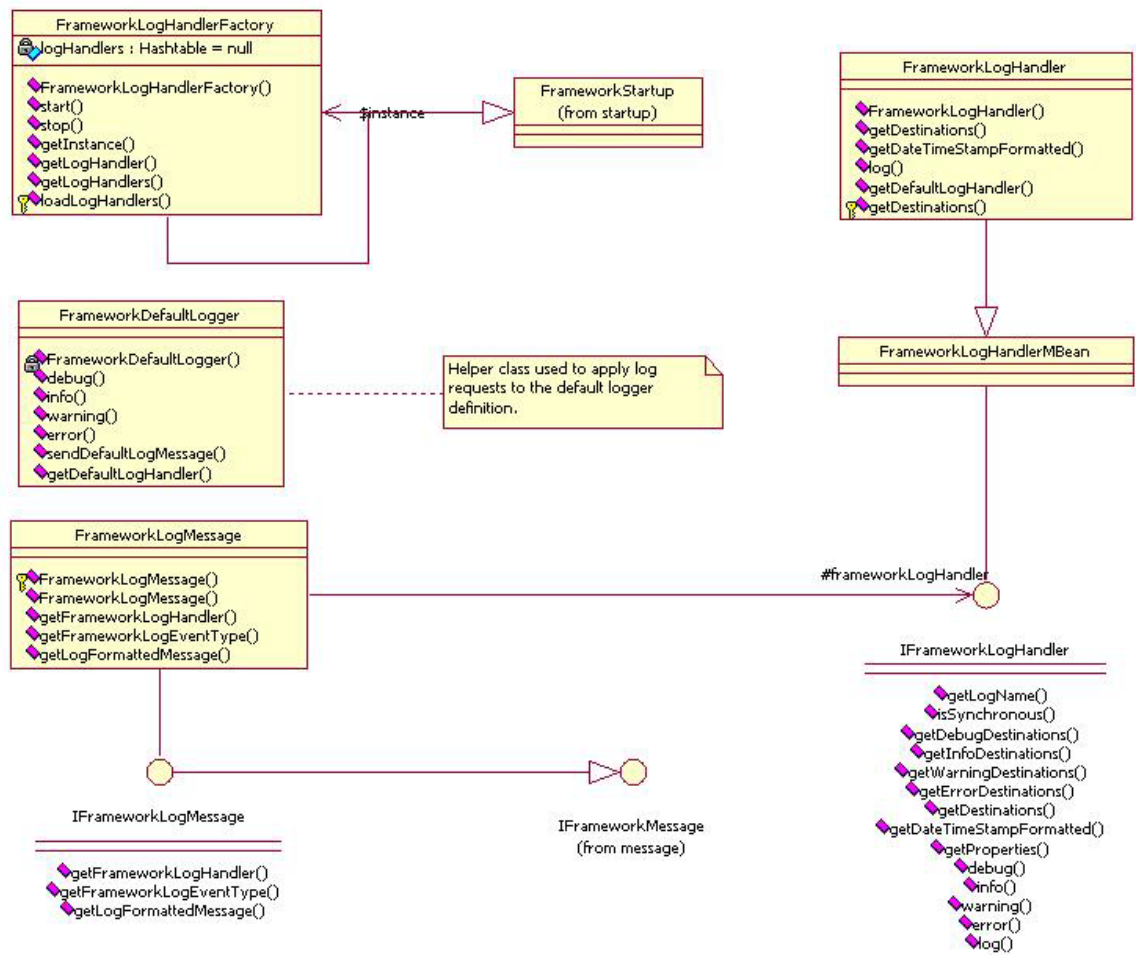 FrameworkLogHandlerFactory
logHandlers : Hashtable = null
FrameworkLogHandlerFactory()
start()
stop()
getInstance()
getLogHandler()
getLogHandlers()
loadLogHandlers()
$instance
FrameworkStartup
(from startup)
FrameworkLogHandler
FrameworkLogHandler()
getDestinations()
getDateTimeStampFormatted()
log()
getDefaultLogHandler()
getDestinations()
FrameworkDefaultLogger
FrameworkDefaultLogger()
debug()
info()
warning()
error()
sendDefaultLogMessage()
getDefaultLogHandler()
Helper class used to apply log
requests to the default logger
definition.
FrameworkLogHandlerMBean
FrameworkLogMessage
FrameworkLogMessage()
FrameworkLogMessage()
getFrameworkLogHandler()
getFrameworkLogEventType()
getLogFormattedMessage()
#frameworkLogHandler
IFrameworkLogHandler
getLogName()
isSynchronous()
getDebugDestinations()
getInfoDestinations()
getWarningDestinations()
getErrorDestinations()
getDestinations()
getDateTimeStampFormatted()
getProperties()
debug()
info()
warning()
error()
log()
IFrameworkLogMessage
getFrameworkLogHandler()
getFrameworkLogEventType()
getLogFormattedMessage()
IFrameworkMessage
(from message)